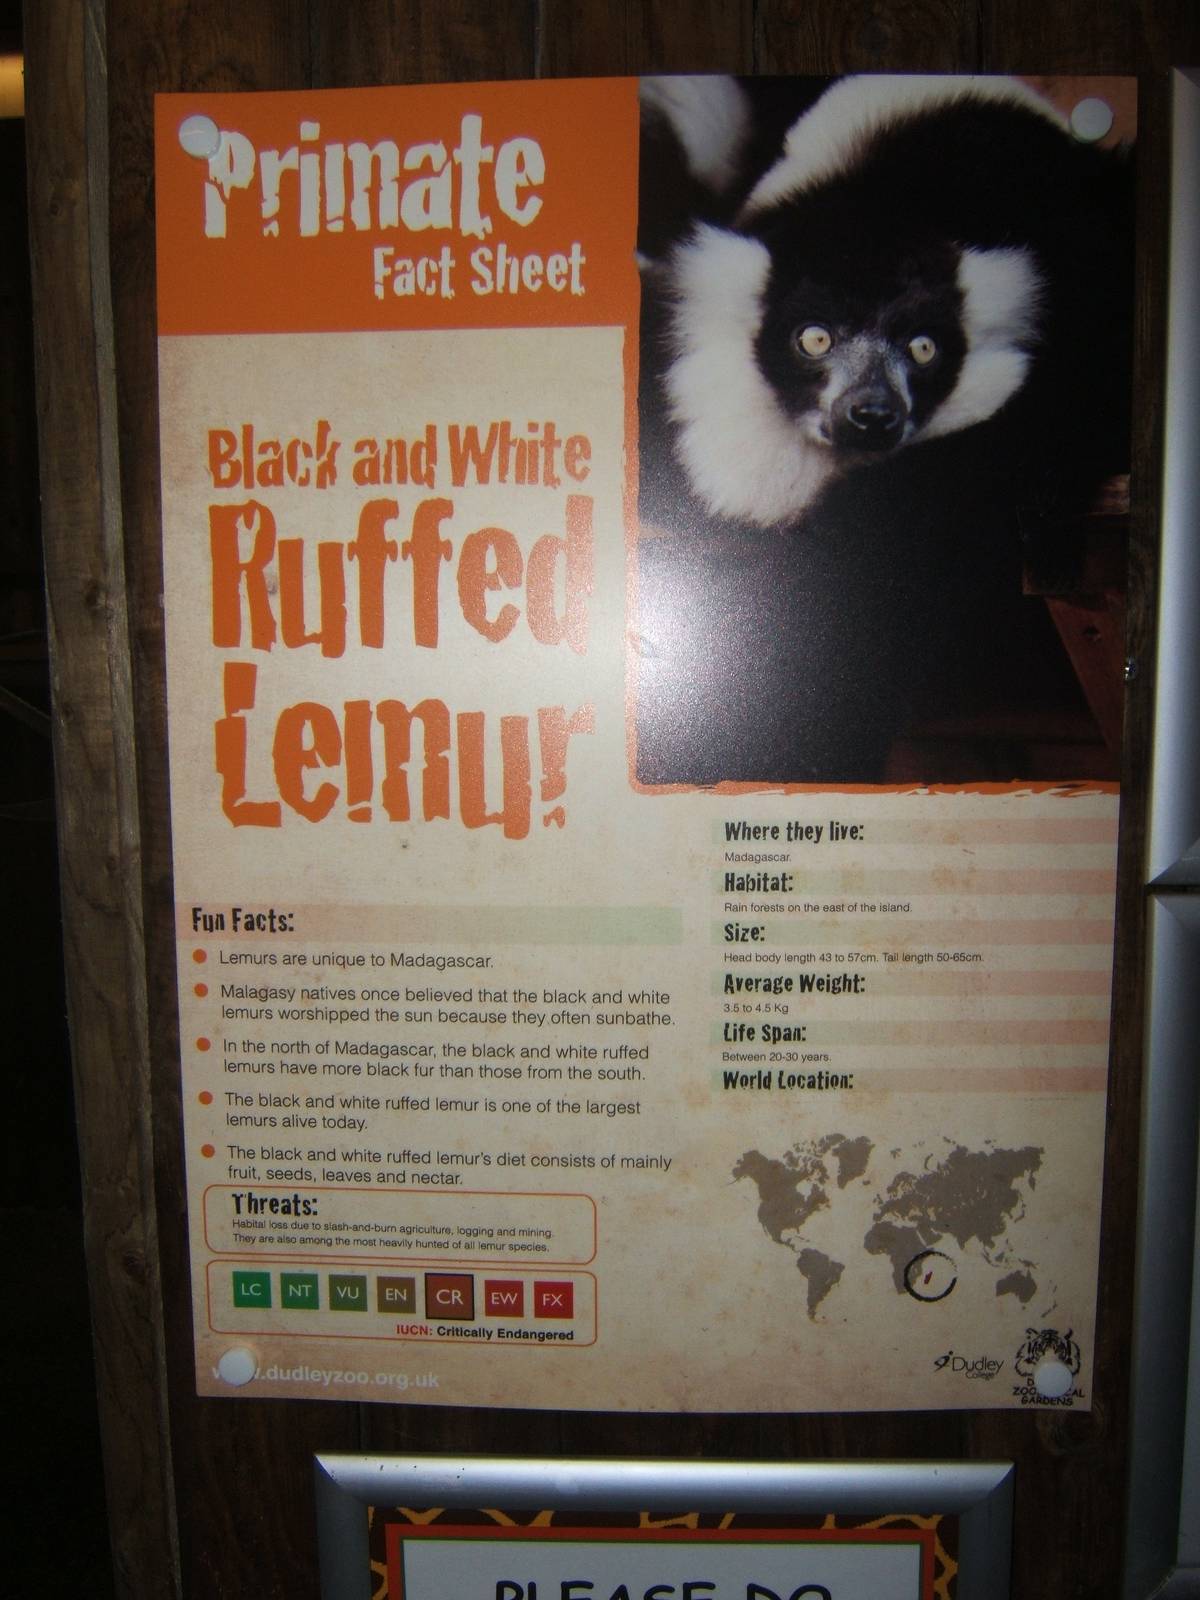 Primate
Fact Sheet
Black and White
Ruffed
Lemur
Fun Facts:
Lemurs are unique to Madagascar.
Malagasy natives once believed that the black and white
lemurs worshipped the sun because they often sunbathe.
In the north of Madagascar, the black and white ruffed
lemurs have more black fur than those from the south.
The black and white ruffed lemur is one of the largest
lemurs alive today.
The black and white ruffed lemur's diet consists of mainly
fruit, seeds, leaves and nectar.
Threats:
Habitat loss due to slash-and-burn agriculture, logging and mining.
They are also among the most heavily hunted of all lemur species.
LC NT VU EN CR EW EX
IUCN: Critically Endangered
.dudleyzoo.org.uk
Where they live:
Madagascar.
Habitat:
Rain forests on the east of the island.
Size:
Head body length 43 to 57cm. Tail length 50-65cm.
Average Weight:
3.5 to 4.5 Kg
Life Span:
Between 20-30 years.
World Location:
Dudley
College
GARDENS
PLEASE DO